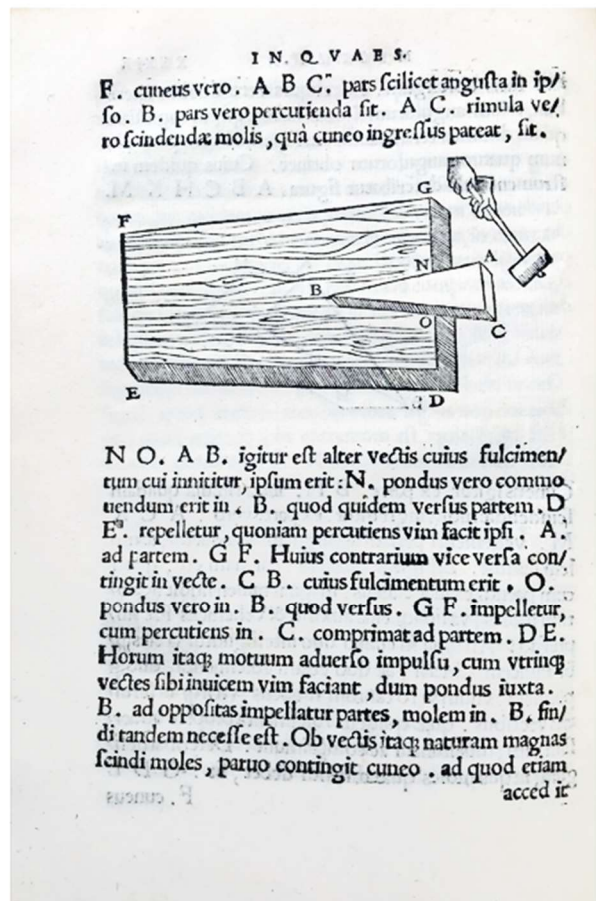 IN. QVAES.
F. cuneus vero. A B C. pars scilicet angusta in ip/
so. B. pars vero percutienda sit. A C. rimula ve/
ro scindendæ molis, quà cuneo ingressus pateat, sit.
G
F
N
A
B
O
C
E
D
N O. A B. igitur est alter vectis cuius fulcimen/
tum cui innititur, ipsum erit: N. pondus vero commo
uendum erit in. B. quod quidem versus partem. D
E. repelletur, quoniam percutiens vim facit ipsi. A.
ad partem. G F. Huius contrarium vice versa con/
tingit in vecte. C B. cuius fulcimentum erit. O.
pondus vero in. B. quod versus. G F. impelletur,
cum percutiens in. C. comprimat ad partem. D E.
Horum itaq; motuum aduerso impulsu, cum vtrinq;
vectes sibi inuicem vim faciant, dum pondus iuxta.
B. ad oppositas impellatur partes, molem in. B. fin/
di tandem necesse est. Ob vectis itaq; naturam magnas
scindi moles, paruo contingit cuneo. ad quod etiam
accedit